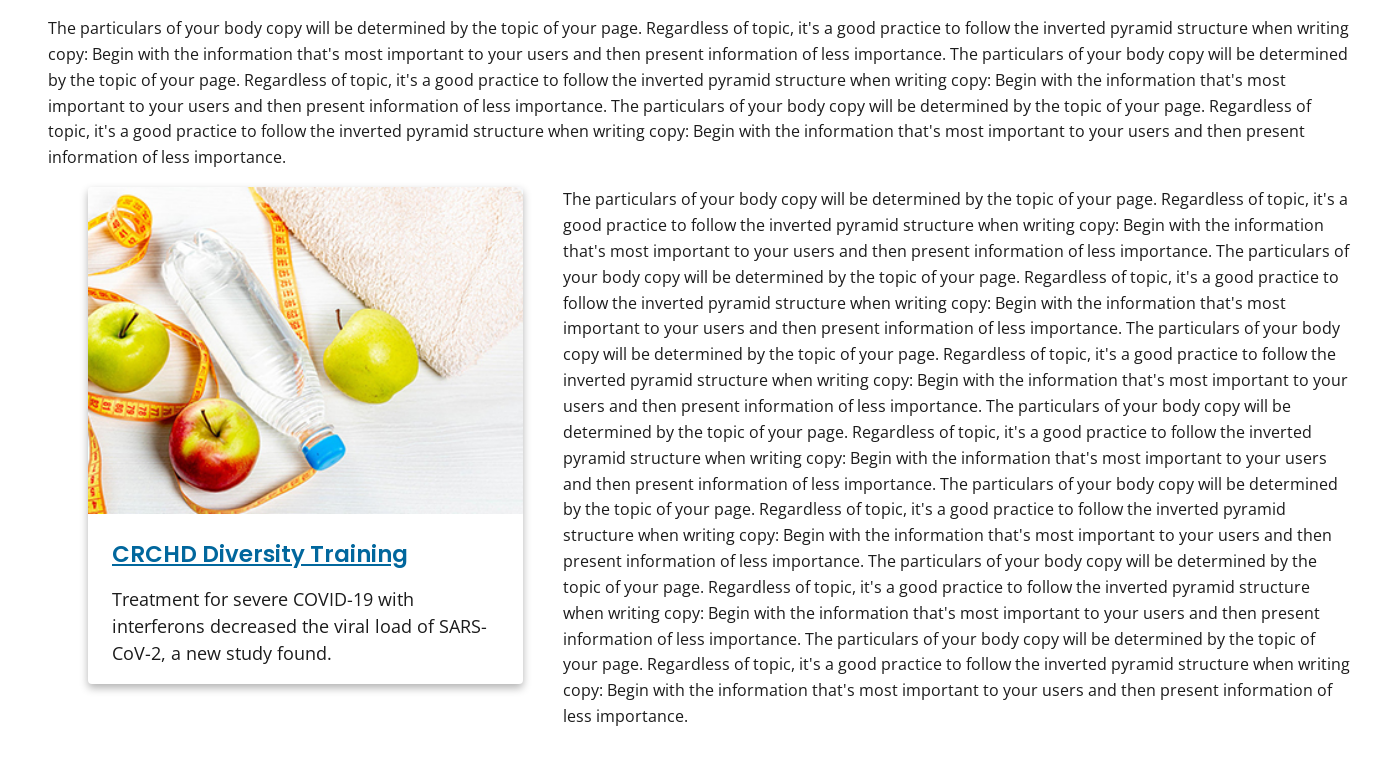 The particulars of your body copy will be determined by the topic of your page. Regardless of topic, it's a good practice to follow the inverted pyramid structure when writing
copy: Begin with the information that's most important to your users and then present information of less importance. The particulars of your body copy will be determined
by the topic of your page. Regardless of topic, it's a good practice to follow the inverted pyramid structure when writing copy: Begin with the information that's most
important to your users and then present information of less importance. The particulars of your body copy will be determined by the topic of your page. Regardless of
topic, it's a good practice to follow the inverted pyramid structure when writing copy: Begin with the information that's most important to your users and then present
information of less importance.
CRCHD Diversity Training
Treatment for severe COVID-19 with
interferons decreased the viral load of SARS-
CoV-2, a new study found.
The particulars of your body copy will be determined by the topic of your page. Regardless of topic, it's a
good practice to follow the inverted pyramid structure when writing copy: Begin with the information
that's most important to your users and then present information of less importance. The particulars of
your body copy will be determined by the topic of your page. Regardless of topic, it's a good practice to
follow the inverted pyramid structure when writing copy: Begin with the information that's most
important to your users and then present information of less importance. The particulars of your body
copy will be determined by the topic of your page. Regardless of topic, it's a good practice to follow the
inverted pyramid structure when writing copy: Begin with the information that's most important to your
users and then present information of less importance. The particulars of your body copy will be
determined by the topic of your page. Regardless of topic, it's a good practice to follow the inverted
pyramid structure when writing copy: Begin with the information that's most important to your users
and then present information of less importance. The particulars of your body copy will be determined
by the topic of your page. Regardless of topic, it's a good practice to follow the inverted pyramid
structure when writing copy: Begin with the information that's most important to your users and then
present information of less importance. The particulars of your body copy will be determined by the
topic of your page. Regardless of topic, it's a good practice to follow the inverted pyramid structure
when writing copy: Begin with the information that's most important to your users and then present
information of less importance. The particulars of your body copy will be determined by the topic of
your page. Regardless of topic, it's a good practice to follow the inverted pyramid structure when writing
copy: Begin with the information that's most important to your users and then present information of
less importance.